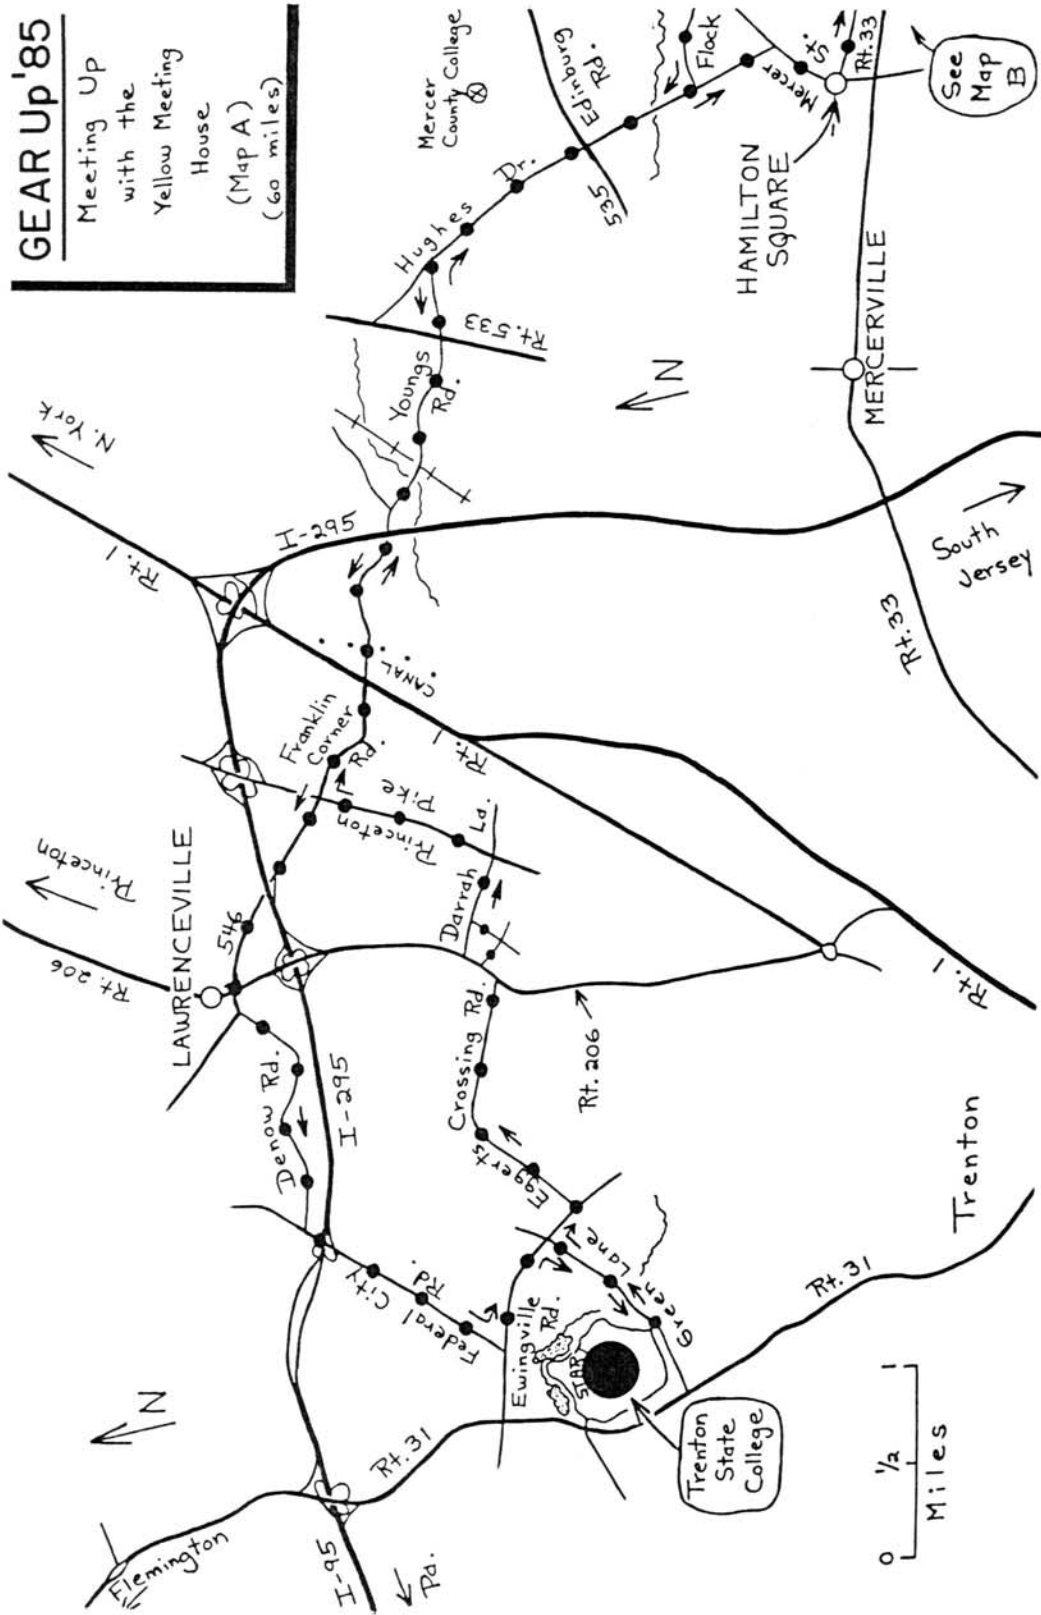 GEAR Up '85
Meeting Up
with the
Yellow Meeting
House
(Map A)
(60 miles)
Mercer
County College
Edinburg
Rd.
535
Flock
Mercer
St.
Rt.33
See
Map
B
HAMILTON
SQUARE
MERCERVILLE
Hughes
Dr.
Rt. 533
Youngs
Rd.
N
N. York
Rt. 1
I-295
South
Jersey
Rt.33
CANAL
Franklin
Corner
Rd.
Rt. 1
Princeton
Pike
Princeton
LAWRENCEVILLE
Rt. 206
546
Darrah
La.
Rt. 1
Denow Rd.
I-295
Eggerts
Crossing Rd.
Rt. 206
Trenton
Federal
City
Rd.
Ewingville
Rd.
Green Lane
START
Rt. 31
N
Rt. 31
Trenton
State
College
Flemington
I-95
Pa.
0 1/2 1
Miles